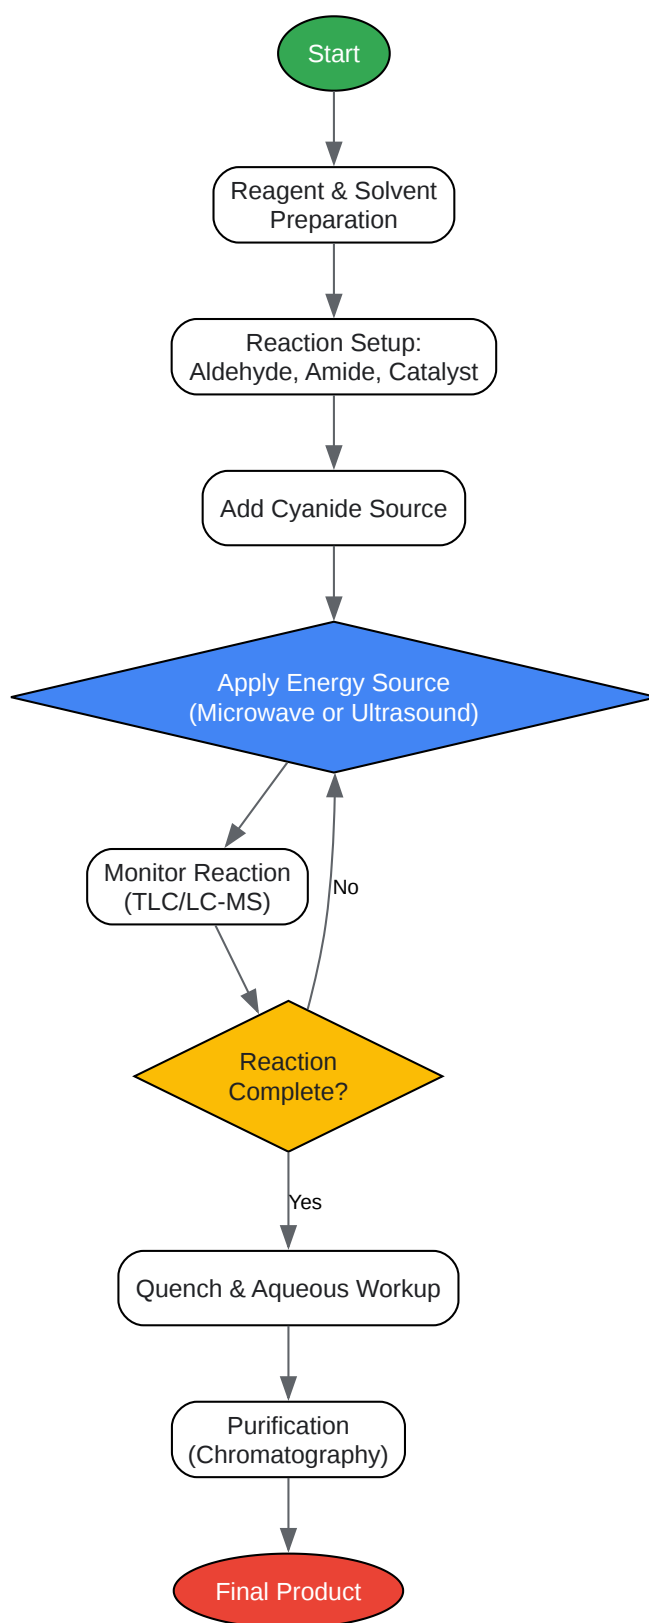 Start
Reagent & Solvent
Preparation
Reaction Setup:
Aldehyde, Amide, Catalyst
Add Cyanide Source
Apply Energy Source
(Microwave or Ultrasound)
Monitor Reaction
(TLC/LC-MS)
No
Reaction
Complete?
Yes
Quench & Aqueous Workup
Purification
(Chromatography)
Final Product